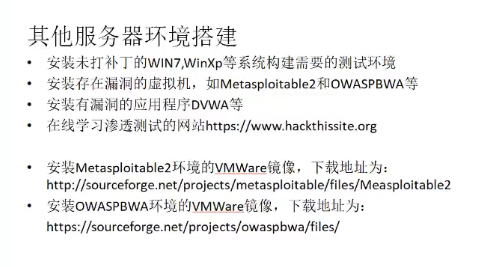 其他服务器环境搭建
• 安装未打补丁的WIN7,WinXp等系统构建需要的测试环境
• 安装存在漏洞的虚拟机，如Metasploitable2和OWASPBWA等
• 安装有漏洞的应用程序DVWA等
• 在线学习渗透测试的网站https://www.hackthissite.org
• 安装Metasploitable2环境的VMWare镜像，下载地址为：
http://sourceforge.net/projects/metasploitable/files/Measploitable2
• 安装OWASPBWA环境的VMWare镜像，下载地址为：
https://sourceforge.net/projects/owaspbwa/files/